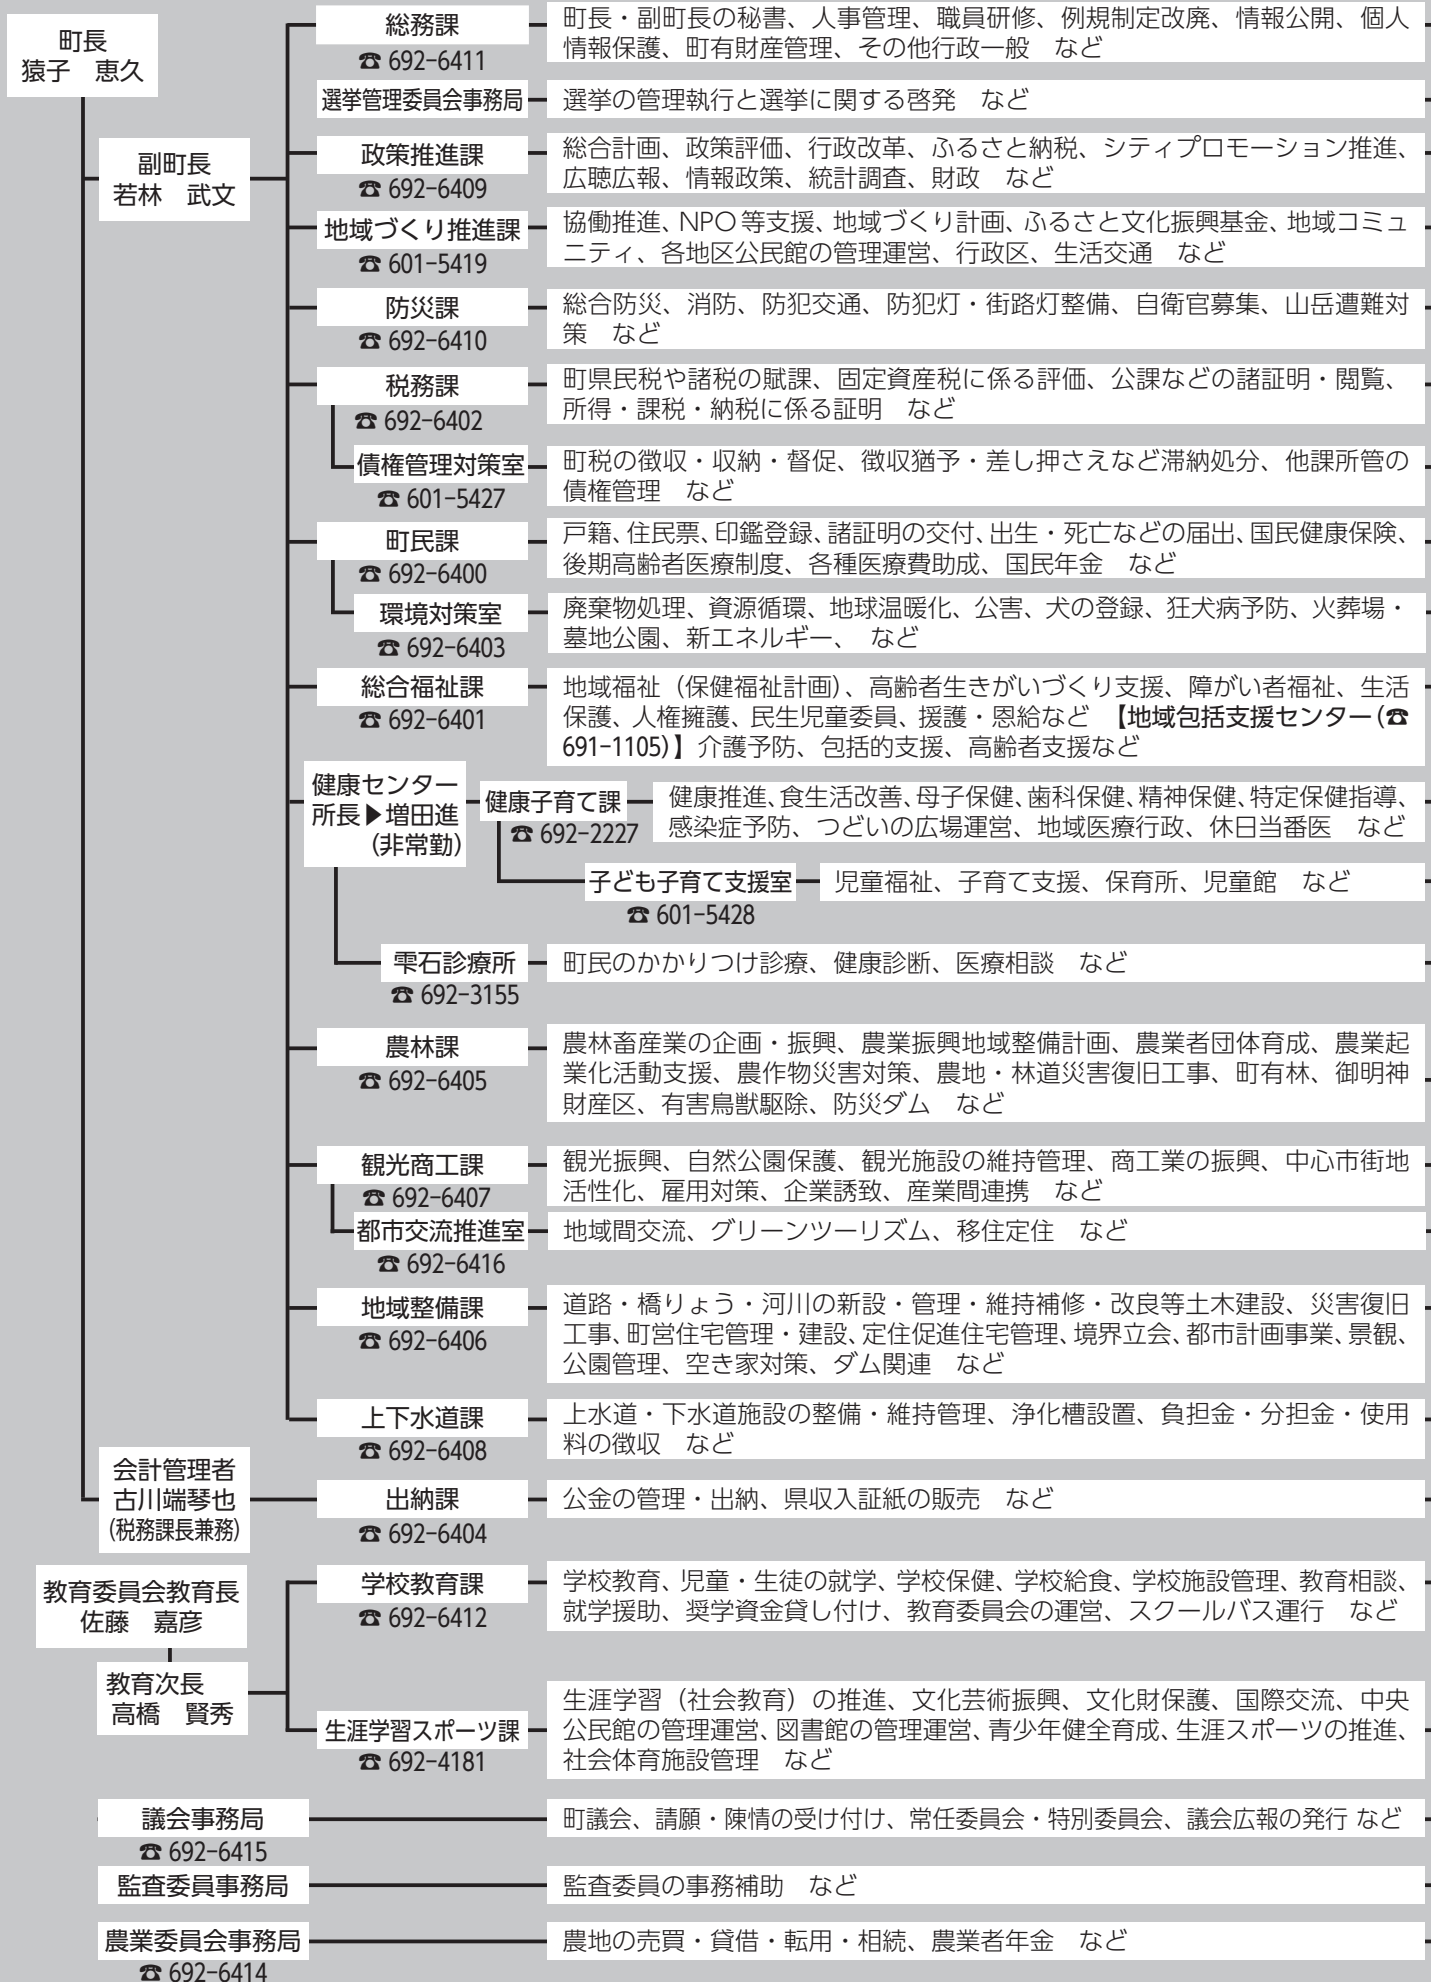 町長
猿子　恵久
副町長
若林　武文
総務課
☎ 692-6411
町長・副町長の秘書、人事管理、職員研修、例規制定改廃、情報公開、個人
情報保護、町有財産管理、その他行政一般　など
選挙管理委員会事務局
選挙の管理執行と選挙に関する啓発　など
政策推進課
☎ 692-6409
総合計画、政策評価、行政改革、ふるさと納税、シティプロモーション推進、
広聴広報、情報政策、統計調査、財政　など
地域づくり推進課
☎ 601-5419
協働推進、NPO等支援、地域づくり計画、ふるさと文化振興基金、地域コミュ
ニティ、各地区公民館の管理運営、行政区、生活交通　など
防災課
☎ 692-6410
総合防災、消防、防犯交通、防犯灯・街路灯整備、自衛官募集、山岳遭難対
策　など
税務課
☎ 692-6402
町県民税や諸税の賦課、固定資産税に係る評価、公課などの諸証明・閲覧、
所得・課税・納税に係る証明　など
債権管理対策室
☎ 601-5427
町税の徴収・収納・督促、徴収猶予・差し押さえなど滞納処分、他課所管の
債権管理　など
町民課
☎ 692-6400
戸籍、住民票、印鑑登録、諸証明の交付、出生・死亡などの届出、国民健康保険、
後期高齢者医療制度、各種医療費助成、国民年金　など
環境対策室
☎ 692-6403
廃棄物処理、資源循環、地球温暖化、公害、犬の登録、狂犬病予防、火葬場・
墓地公園、新エネルギー、　など
総合福祉課
☎ 692-6401
地域福祉（保健福祉計画）、高齢者生きがいづくり支援、障がい者福祉、生活
保護、人権擁護、民生児童委員、援護・恩給など　【地域包括支援センター（☎
691-1105）】介護予防、包括的支援、高齢者支援など
健康センター
所長▶増田進
（非常勤）
健康子育て課
☎ 692-2227
健康推進、食生活改善、母子保健、歯科保健、精神保健、特定保健指導、
感染症予防、つどいの広場運営、地域医療行政、休日当番医　など
子ども子育て支援室
☎ 601-5428
児童福祉、子育て支援、保育所、児童館　など
雫石診療所
☎ 692-3155
町民のかかりつけ診療、健康診断、医療相談　など
農林課
☎ 692-6405
農林畜産業の企画・振興、農業振興地域整備計画、農業者団体育成、農業起
業化活動支援、農作物災害対策、農地・林道災害復旧工事、町有林、御明神
財産区、有害鳥獣駆除、防災ダム　など
観光商工課
☎ 692-6407
観光振興、自然公園保護、観光施設の維持管理、商工業の振興、中心市街地
活性化、雇用対策、企業誘致、産業間連携　など
都市交流推進室
☎ 692-6416
地域間交流、グリーンツーリズム、移住定住　など
地域整備課
☎ 692-6406
道路・橋りょう・河川の新設・管理・維持補修・改良等土木建設、災害復旧
工事、町営住宅管理・建設、定住促進住宅管理、境界立会、都市計画事業、景観、
公園管理、空き家対策、ダム関連　など
上下水道課
☎ 692-6408
上水道・下水道施設の整備・維持管理、浄化槽設置、負担金・分担金・使用
料の徴収　など
会計管理者
古川端琴也
（税務課長兼務）
出納課
☎ 692-6404
公金の管理・出納、県収入証紙の販売　など
教育委員会教育長
佐藤　嘉彦
教育次長
高橋　賢秀
学校教育課
☎ 692-6412
学校教育、児童・生徒の就学、学校保健、学校給食、学校施設管理、教育相談、
就学援助、奨学資金貸し付け、教育委員会の運営、スクールバス運行　など
生涯学習スポーツ課
☎ 692-4181
生涯学習（社会教育）の推進、文化芸術振興、文化財保護、国際交流、中央
公民館の管理運営、図書館の管理運営、青少年健全育成、生涯スポーツの推進、
社会体育施設管理　など
議会事務局
☎ 692-6415
町議会、請願・陳情の受け付け、常任委員会・特別委員会、議会広報の発行 など
監査委員事務局
監査委員の事務補助　など
農業委員会事務局
☎ 692-6414
農地の売買・貸借・転用・相続、農業者年金　など